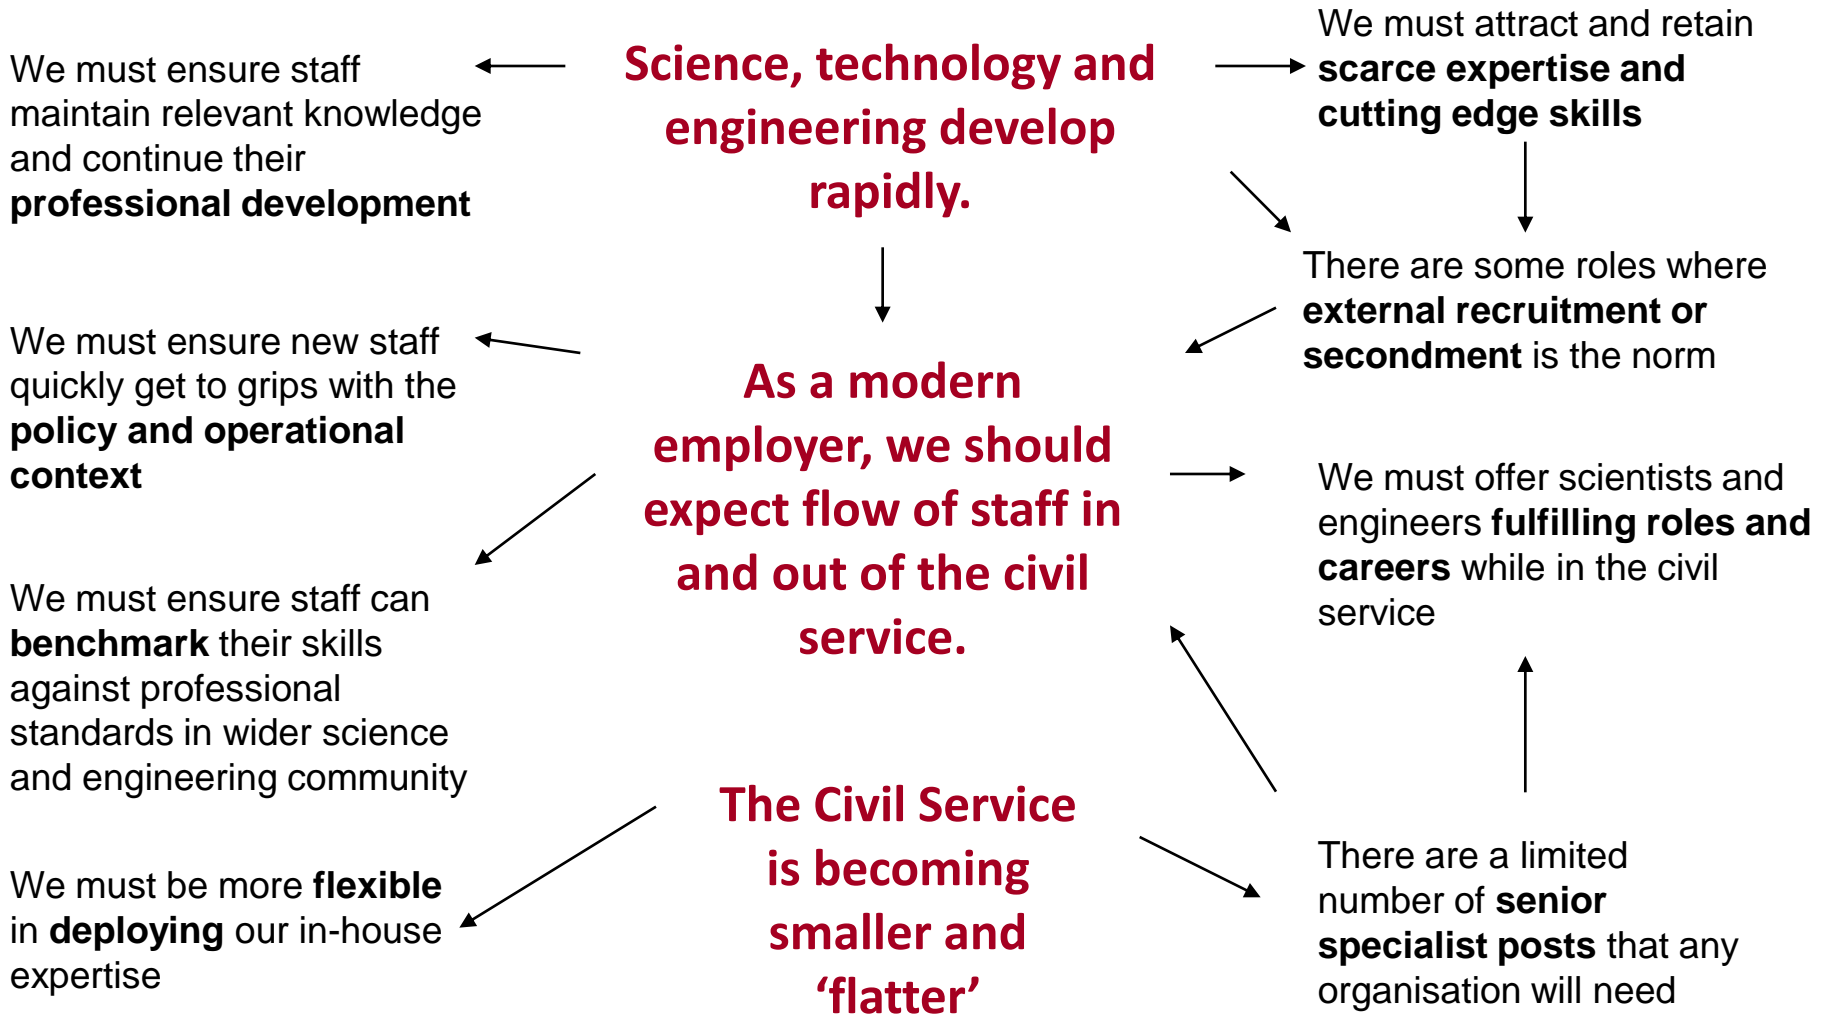 We must ensure staff
maintain relevant knowledge
and continue their
professional development
We must ensure new staff
quickly get to grips with the
policy and operational
context
We must ensure staff can
benchmark their skills
against professional
standards in wider science
and engineering community
We must be more flexible
in deploying our in-house
expertise
Science, technology and
engineering develop
rapidly.
As a modern
employer, we should
expect flow of staff in
and out of the civil
service.
The Civil Service
is becoming
smaller and
‘flatter’
We must attract and retain
scarce expertise and
cutting edge skills
There are some roles where
external recruitment or
secondment is the norm
We must offer scientists and
engineers fulfilling roles and
careers while in the civil
service
There are a limited
number of senior
specialist posts that any
organisation will need